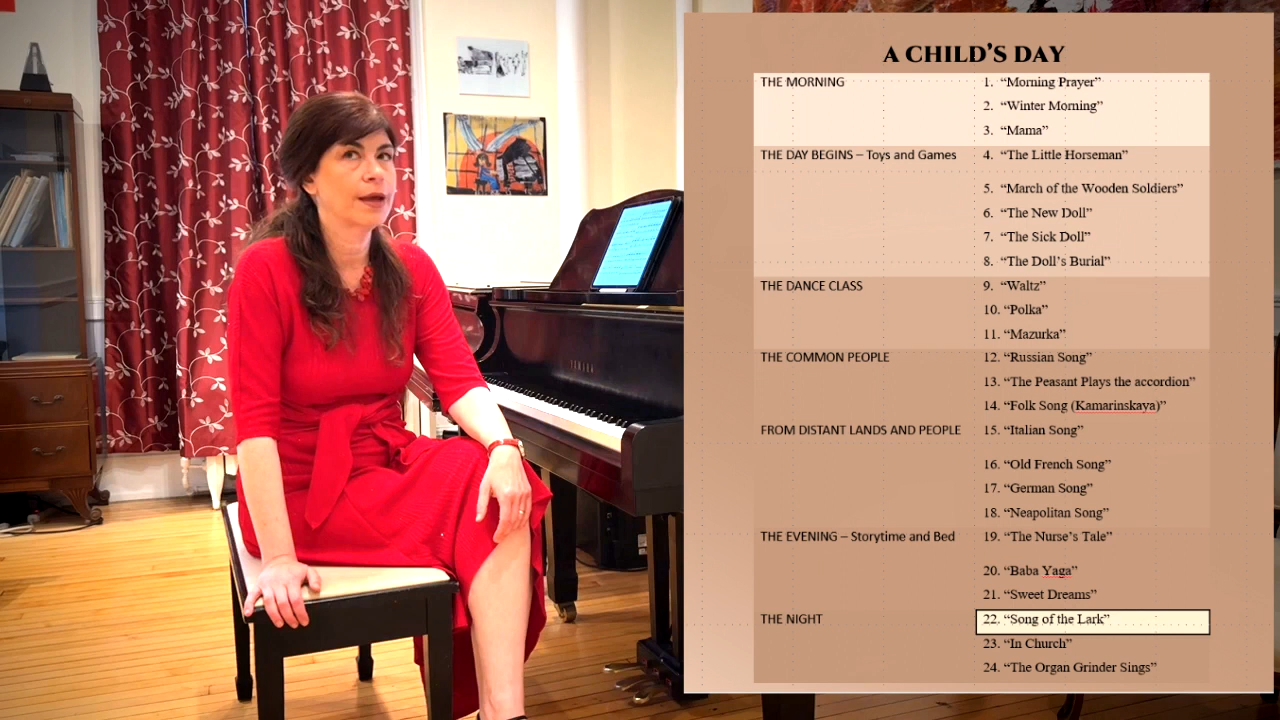 A CHILD'S DAY
THE MORNING 1. “Morning Prayer”
2. “Winter Morning”
3. “Mama”
THE DAY BEGINS – Toys and Games 4. “The Little Horseman”
5. “March of the Wooden Soldiers”
6. “The New Doll”
7. “The Sick Doll”
8. “The Doll’s Burial”
THE DANCE CLASS 9. “Waltz”
10. “Polka”
11. “Mazurka”
THE COMMON PEOPLE 12. “Russian Song”
13. “The Peasant Plays the accordion”
14. “Folk Song (Kamarinskaya)”
FROM DISTANT LANDS AND PEOPLE 15. “Italian Song”
16. “Old French Song”
17. “German Song”
18. “Neapolitan Song”
THE EVENING – Storytime and Bed 19. “The Nurse’s Tale”
20. “Baba Yaga”
21. “Sweet Dreams”
THE NIGHT 22. “Song of the Lark”
23. “In Church”
24. “The Organ Grinder Sings”
YAMAHA